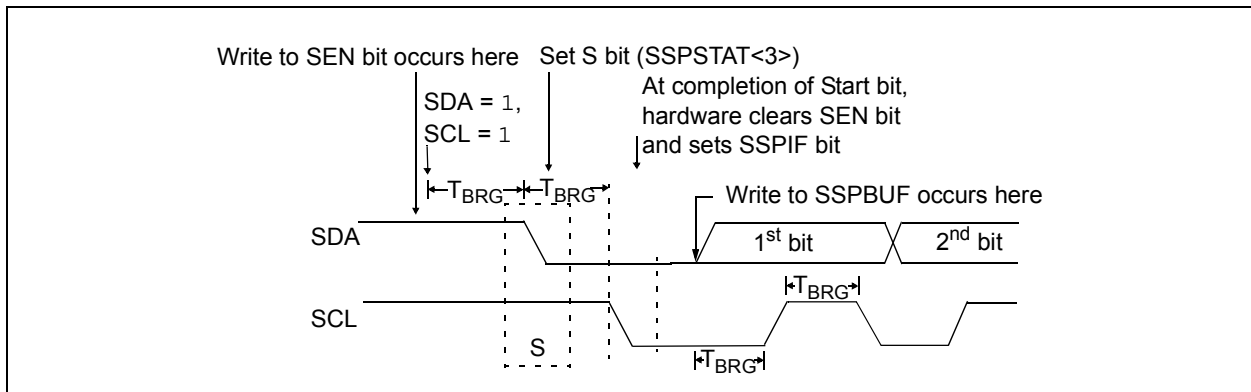 Write to SEN bit occurs here
Set S bit (SSPSTAT<3>)
SDA = 1,
SCL = 1
At completion of Start bit,
hardware clears SEN bit
and sets SSPIF bit
TBRG
TBRG
Write to SSPBUF occurs here
SDA
1st bit
2nd bit
TBRG
SCL
S
TBRG